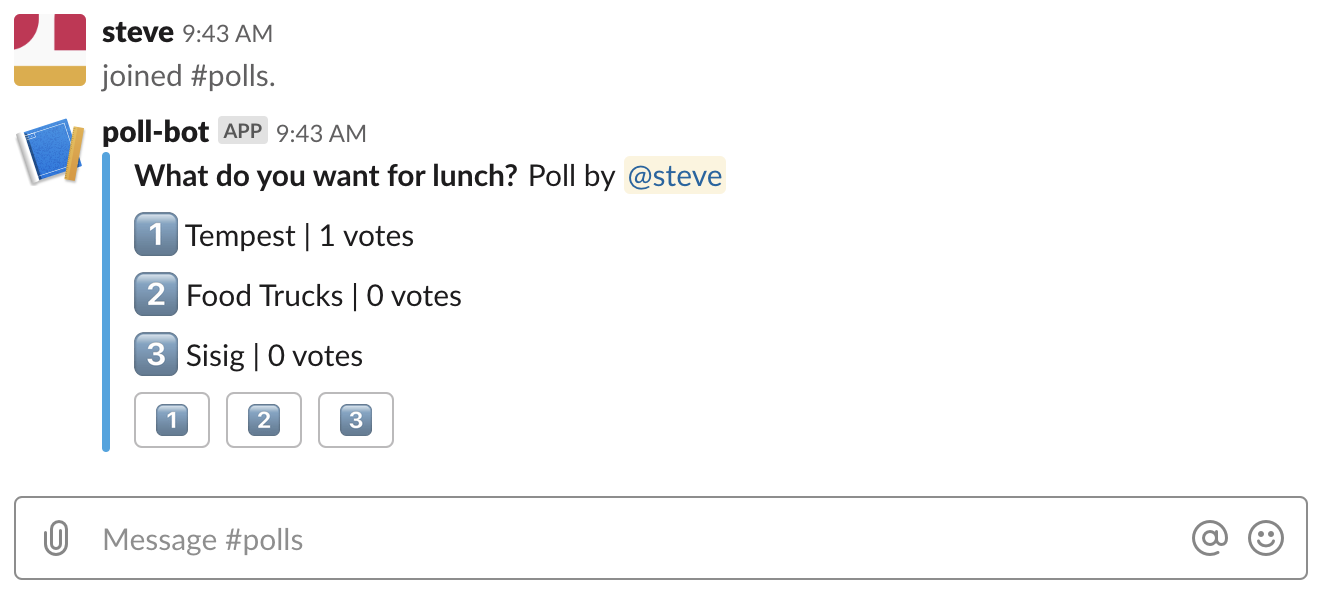 steve 9:43 AM
joined #polls.
poll-bot APP 9:43 AM
What do you want for lunch? Poll by @steve
1 Tempest | 1 votes
2 Food Trucks | 0 votes
3 Sisig | 0 votes
1 2 3
Message #polls